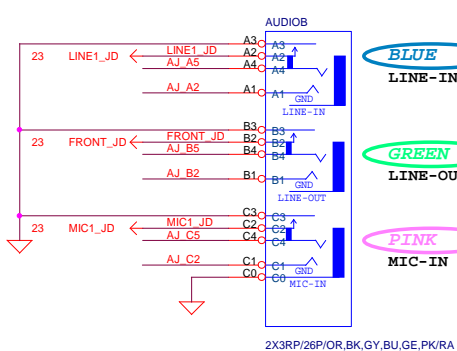 AUDIOB
A3 A3
23 LINE1_JD LINE1_JD A2 A2 BLUE
AJ_A5 A4 A4 LINE-IN
AJ_A2 A1 A1
GND
LINE-IN
B3 B3
23 FRONT_JD FRONT_JD B2 B2 GREEN
AJ_B5 B4 B4
AJ_B2 B1 B1 LINE-OU
GND
LINE-OUT
C3 C3
23 MIC1_JD MIC1_JD C2 C2 PINK
AJ_C5 C4 C4
AJ_C2 C1 C1 MIC-IN
GND
C0 C0
MIC-IN
2X3RP/26P/OR,BK,GY,BU,GE,PK/RA